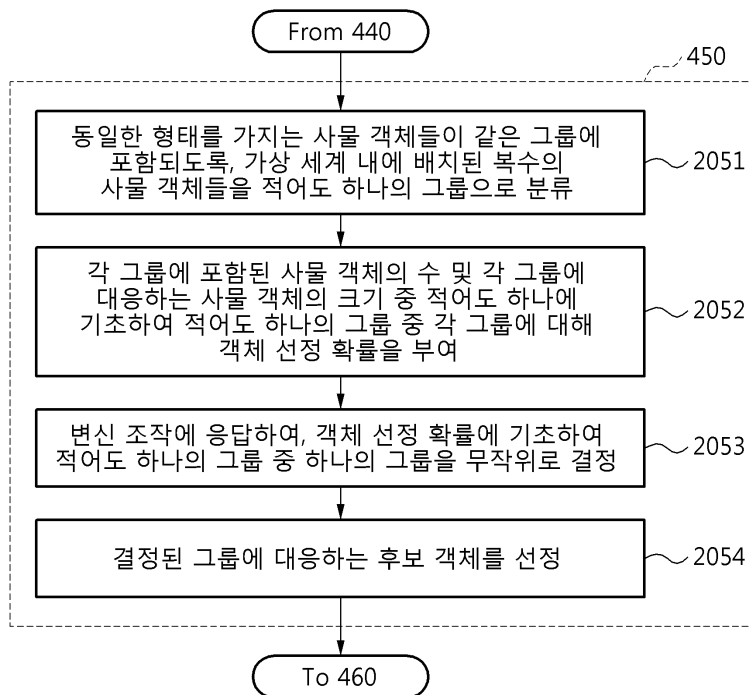 From 440
450
동일한 형태를 가지는 사물 객체들이 같은 그룹에
포함되도록, 가상 세계 내에 배치된 복수의
사물 객체들을 적어도 하나의 그룹으로 분류
2051
각 그룹에 포함된 사물 객체의 수 및 각 그룹에
대응하는 사물 객체의 크기 중 적어도 하나에
기초하여 적어도 하나의 그룹 중 각 그룹에 대해
객체 선정 확률을 부여
2052
변신 조작에 응답하여, 객체 선정 확률에 기초하여
적어도 하나의 그룹 중 하나의 그룹을 무작위로 결정
2053
결정된 그룹에 대응하는 후보 객체를 선정
2054
To 460